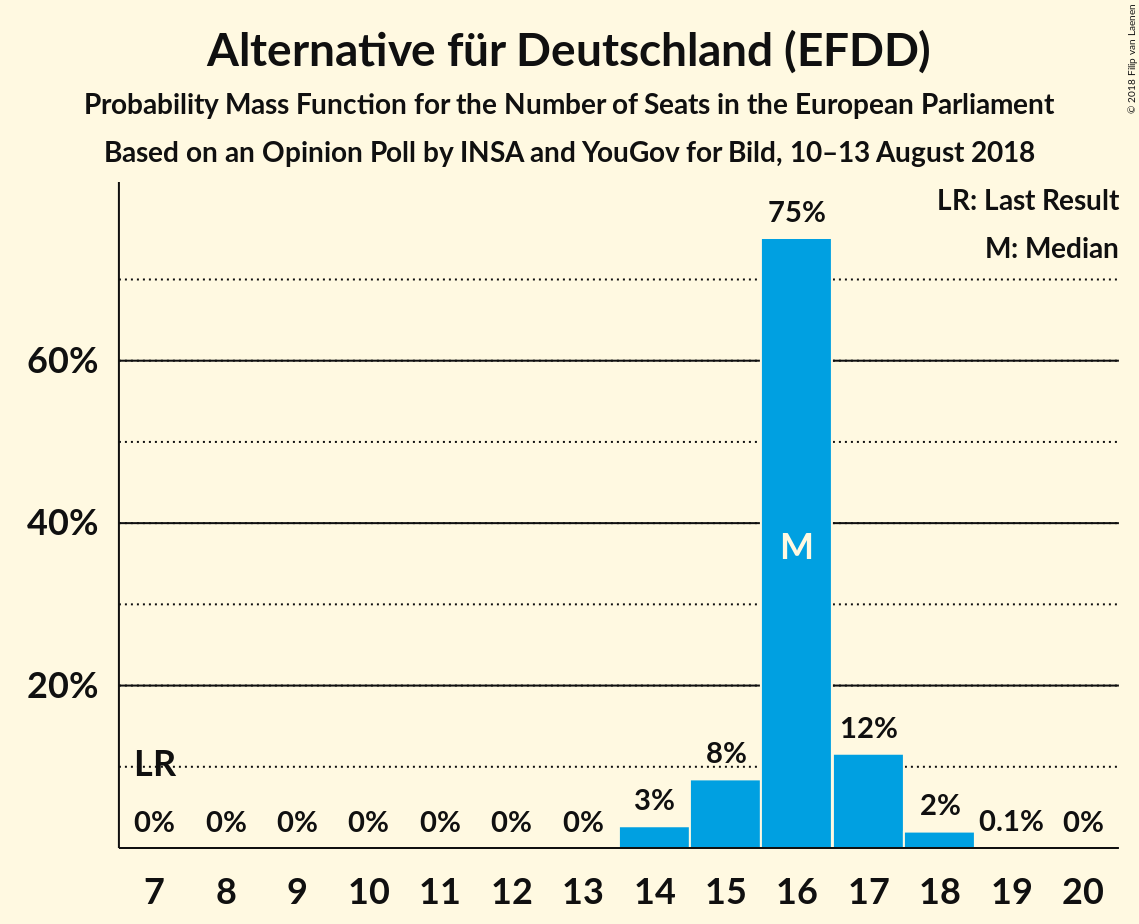 Alternative für Deutschland (EFDD)
Probability Mass Function for the Number of Seats in the European Parliament
Based on an Opinion Poll by INSA and YouGov for Bild, 10–13 August 2018
© 2018 Filip van Laenen
LR: Last Result
M: Median
75%
60%
40%
20%
M
LR
0% 0% 0% 0% 0% 0% 0% 3% 8% 12% 2% 0.1% 0%
7 8 9 10 11 12 13 14 15 16 17 18 19 20